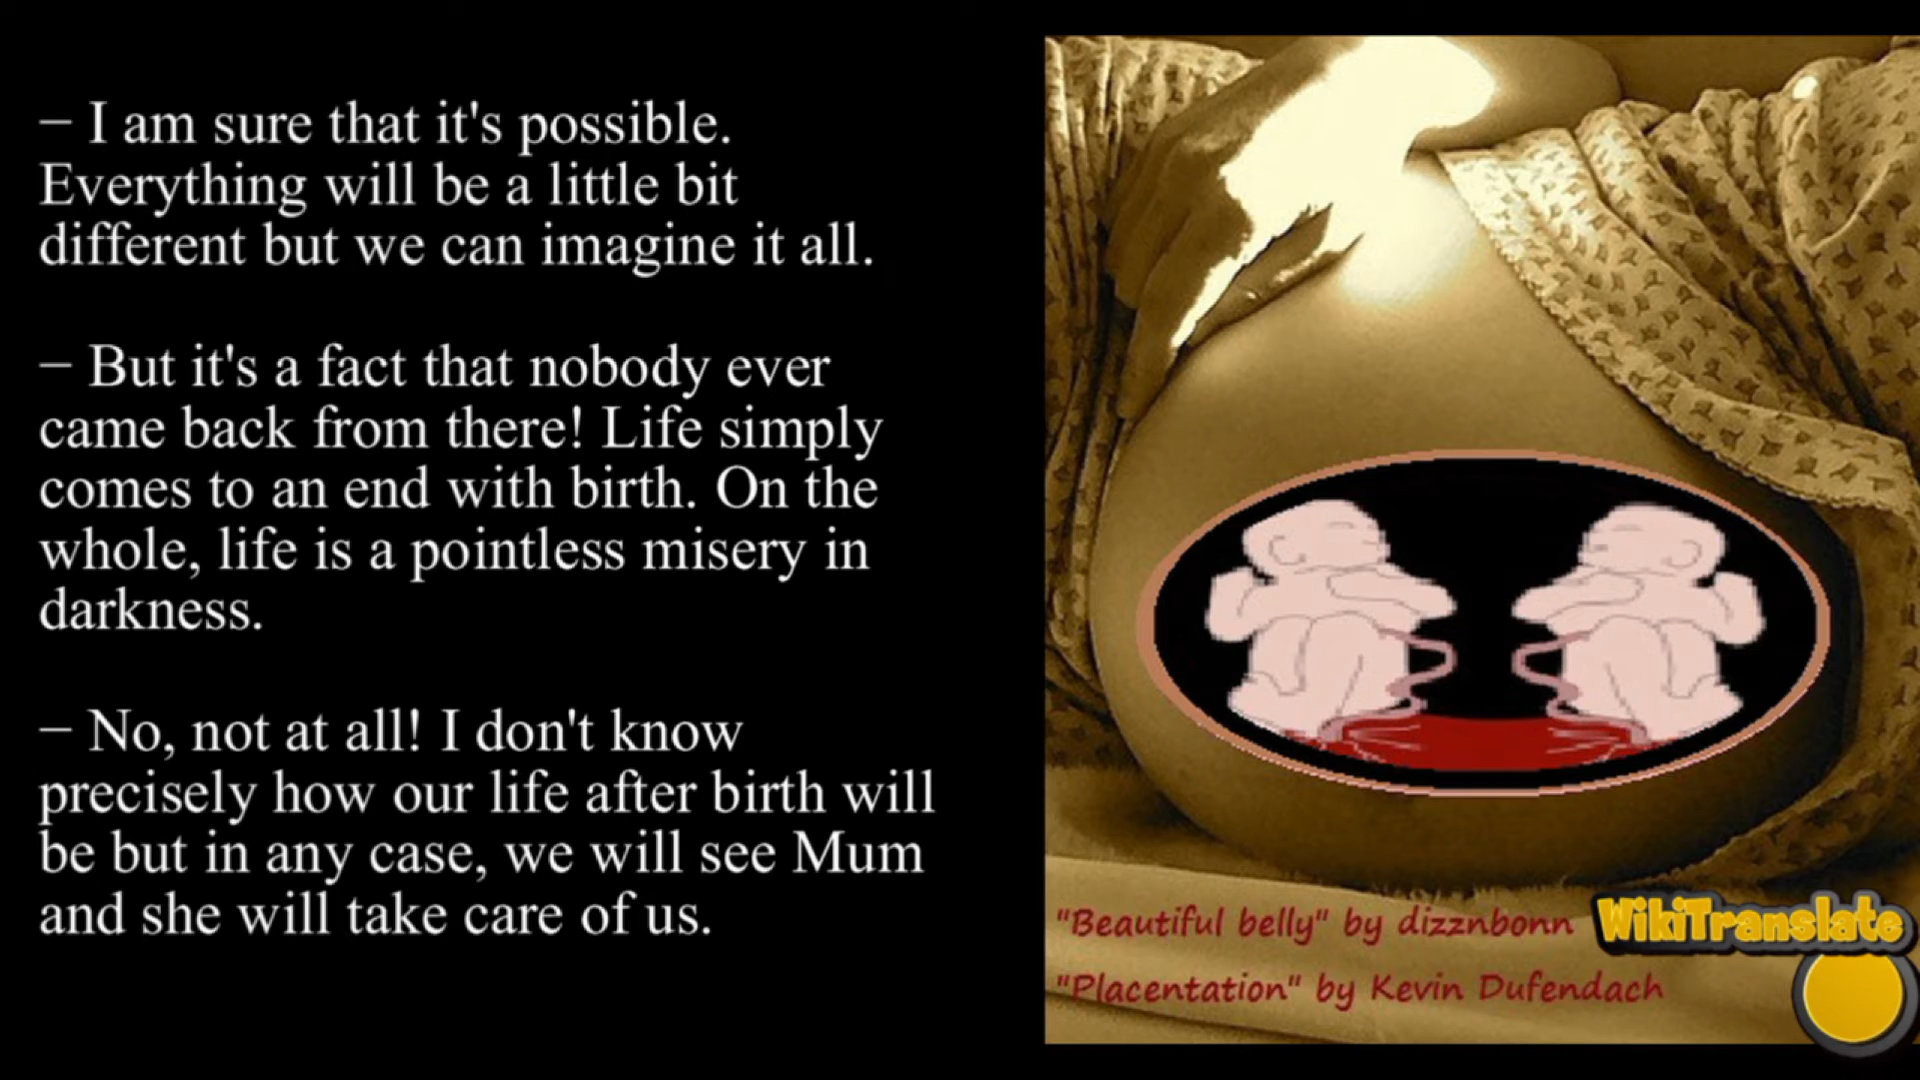 – I am sure that it's possible.
Everything will be a little bit
different but we can imagine it all.
– But it's a fact that nobody ever
came back from there! Life simply
comes to an end with birth. On the
whole, life is a pointless misery in
darkness.
– No, not at all! I don't know
precisely how our life after birth will
be but in any case, we will see Mum
and she will take care of us.
"Beautiful belly" by dizznbonn
WikiTranslate
"Placentation" by Kevin Dufendach